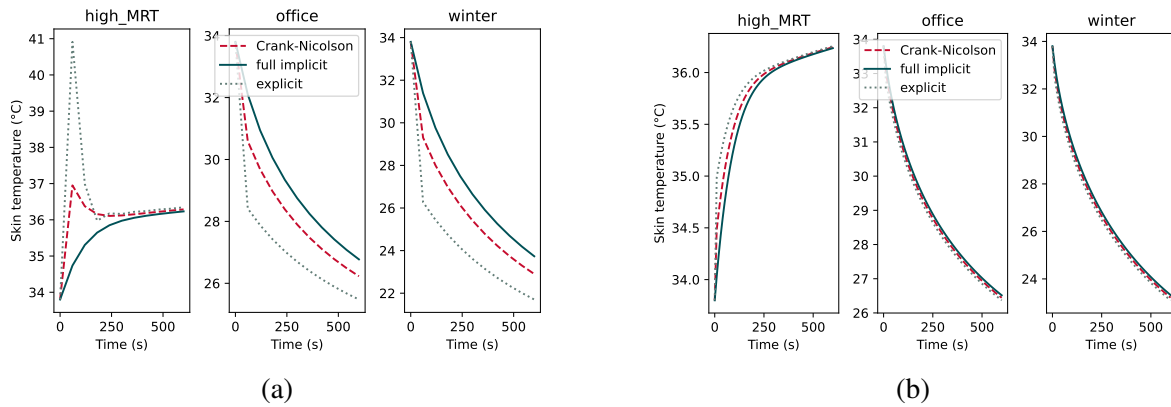 high_MRT
office
winter
Skin temperature (°C)
41
40
39
38
37
36
35
34
34
32
30
28
26
34
32
30
28
26
24
22
Crank-Nicolson
full implicit
explicit
0
500
0
500
0
500
Time (s)
Time (s)
Time (s)
(a)
high_MRT
office
winter
Skin temperature (°C)
36.0
35.5
35.0
34.5
34.0
34
33
32
31
30
29
28
27
26
34
32
30
28
26
24
22
Crank-Nicolson
full implicit
explicit
0
250
500
0
250
500
0
250
500
Time (s)
Time (s)
Time (s)
(b)